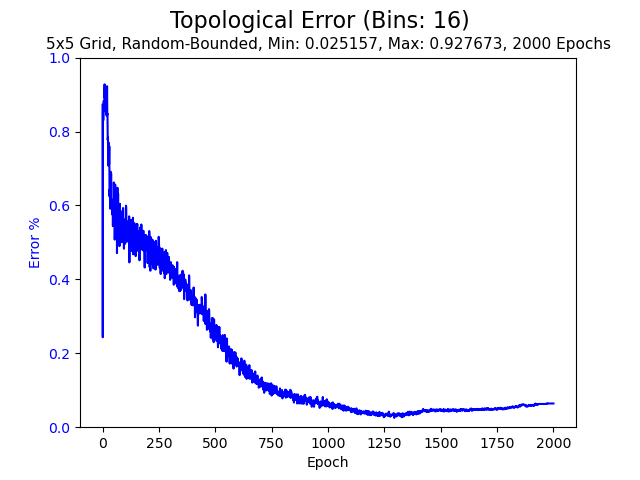 Topological Error (Bins: 16)
5x5 Grid, Random-Bounded, Min: 0.025157, Max: 0.927673, 2000 Epochs
1.0
0.8
0.6
0.4
0.2
0.0
Error %
0 250 500 750 1000 1250 1500 1750 2000
Epoch